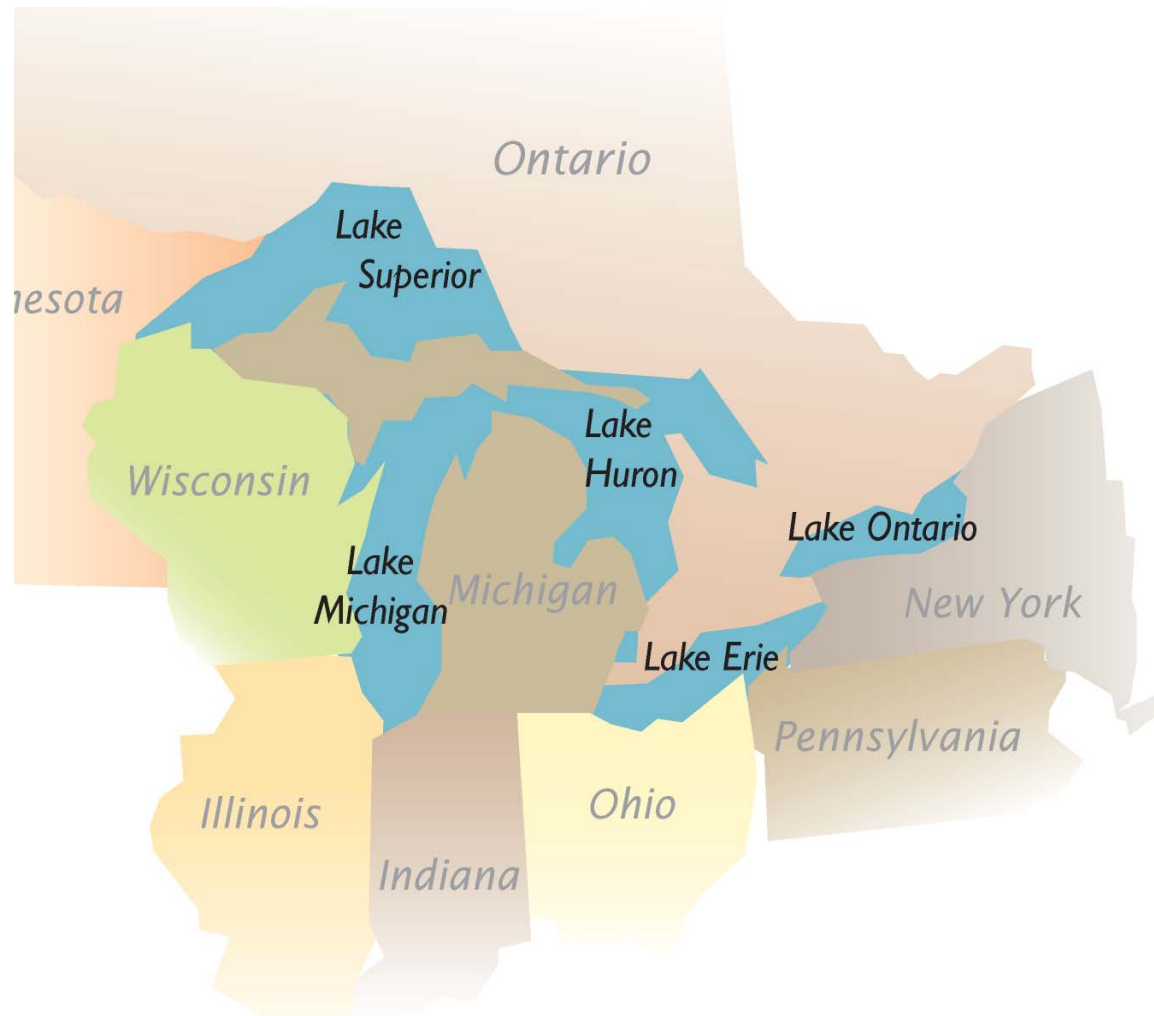 Ontario
Lake
Superior
nesota
Lake
Huron
Wisconsin
Lake Ontario
Lake
Michigan
Michigan
New York
Lake Erie
Pennsylvania
Illinois
Ohio
Indiana